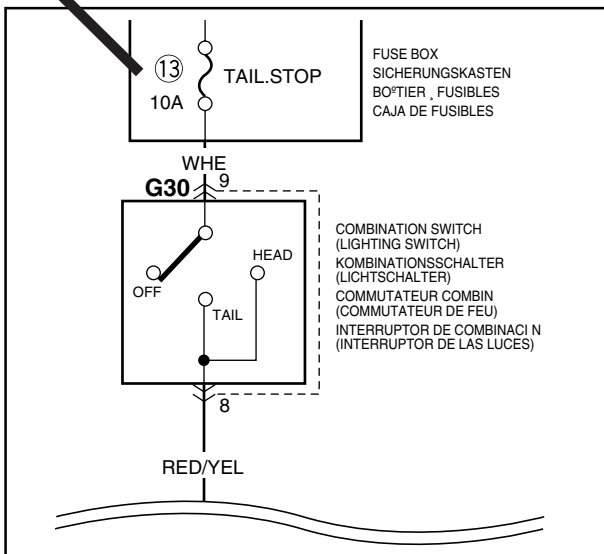 ⑬
10A
TAIL.STOP
FUSE BOX
SICHERUNGSKASTEN
BOºTIER ¸ FUSIBLES
CAJA DE FUSIBLES
WHE
G30
9
OFF
TAIL
HEAD
COMBINATION SWITCH
(LIGHTING SWITCH)
KOMBINATIONSSCHALTER
(LICHTSCHALTER)
COMMUTATEUR COMBIN
(COMMUTATEUR DE FEU)
INTERRUPTOR DE COMBINACI N
(INTERRUPTOR DE LAS LUCES)
8
RED/YEL